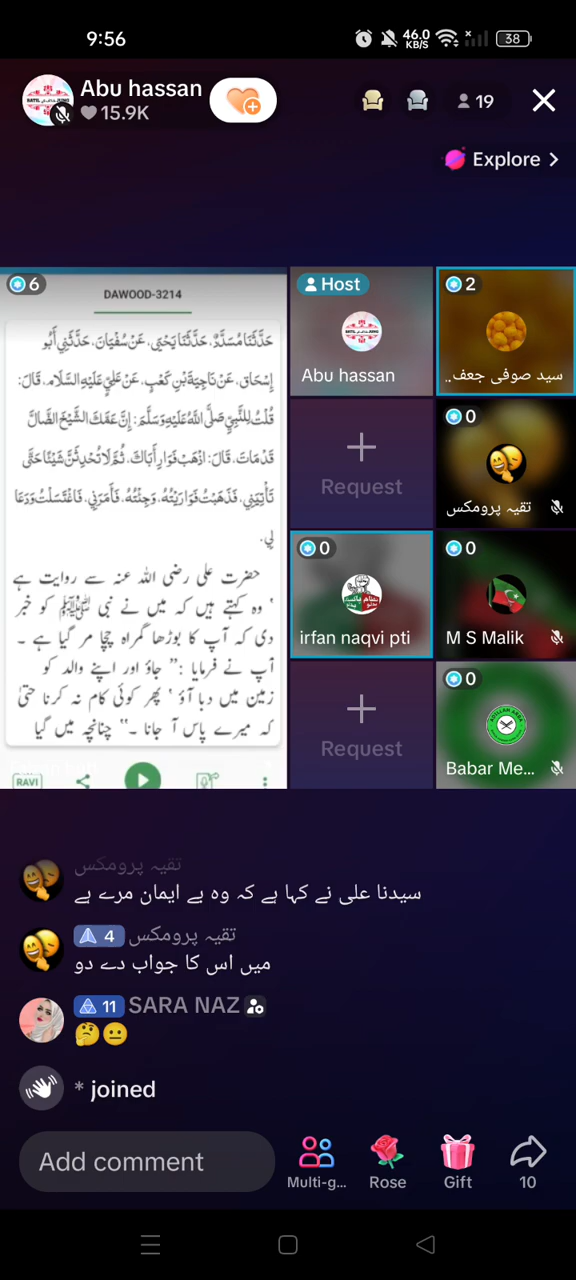 9:56
46.0
KB/S
38
Abu hassan
15.9K
19
Explore
6
DAWOOD-3214
حَدَّثَنَا مُسَدَّدٌ، حَدَّثَنَا يَحْيَى، عَنْ سُفْيَانَ، حَدَّثَنِي أَبُو
إِسْحَاقَ، عَنْ نَاجِيَةَ بْنِ كَعْبٍ، عَنْ عَلِيٍّ عَلَيْهِ السَّلَام، قَالَ:
قُلْتُ لِلنَّبِيِّ صَلَّى اللَّهُ عَلَيْهِ وَسَلَّمَ: إِنَّ عَمَّكَ الشَّيْخَ الضَّالَّ
قَدْ مَاتَ، قَالَ: اذْهَبْ فَوَارِ أَبَاكَ، ثُمَّ لَا تُحْدِثَنَّ شَيْئًا حَتَّى
تَأْتِيَنِي، فَذَهَبْتُ فَوَارَيْتُهُ، وَجِئْتُهُ، فَأَمَرَنِي، فَاغْتَسَلْتُ وَدَعَا
لِي.
حضرت علی رضی اللہ عنہ سے روایت ہے
‘ وہ کہتے ہیں کہ میں نے نبی ﷺ کو خبر
دی کہ آپ کا بوڑھا گمراہ چچا مر گیا ہے ۔
آپ نے فرمایا :’’ جاؤ اور اپنے والد کو
زمین میں دبا آؤ ‘ پھر کوئی کام نہ کرنا حتیٰ
کہ میرے پاس آ جانا ۔‘‘ چنانچہ میں گیا
RAVI
Host
Abu hassan
2
سید صوفی جعف..
Request
0
تقیہ پرومکس
0
irfan naqvi pti
0
M S Malik
Request
0
Babar Me...
تقیہ پرومکس
سیدنا علی نے کہا ہے کہ وہ بے ایمان مرے ہے
4 تقیہ پرومکس
میں اس کا جواب دے دو
11 SARA NAZ
🤔😐
* joined
Add comment
Multi-g...
Rose
Gift
10